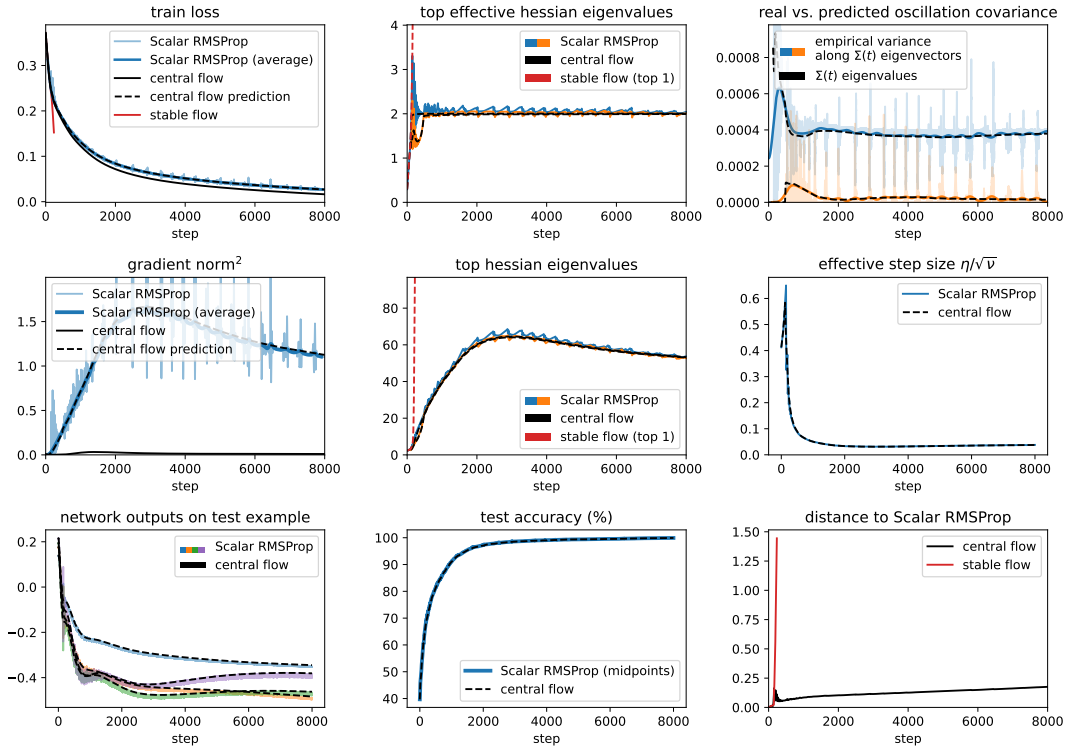 train loss
Scalar RMSProp
Scalar RMSProp (average)
central flow
central flow prediction
stable flow
0.3
0.2
0.1
0.0
0 2000 4000 6000 8000
step
top effective hessian eigenvalues
Scalar RMSProp
central flow
stable flow (top 1)
4
3
2
1
0
0 2000 4000 6000 8000
step
real vs. predicted oscillation covariance
empirical variance
along Σ(t) eigenvectors
Σ(t) eigenvalues
0.0008
0.0006
0.0004
0.0002
0.0000
0 2000 4000 6000 8000
step
gradient norm²
Scalar RMSProp
Scalar RMSProp (average)
central flow
central flow prediction
1.5
1.0
0.5
0.0
0 2000 4000 6000 8000
step
top hessian eigenvalues
Scalar RMSProp
central flow
stable flow (top 1)
80
60
40
20
0
0 2000 4000 6000 8000
step
effective step size η/√ν
Scalar RMSProp
central flow
0.6
0.5
0.4
0.3
0.2
0.1
0.0
0 2000 4000 6000 8000
step
network outputs on test example
Scalar RMSProp
central flow
0.2
0.0
−0.2
−0.4
0 2000 4000 6000 8000
step
test accuracy (%)
Scalar RMSProp (midpoints)
central flow
100
90
80
70
60
50
40
0 2000 4000 6000 8000
step
distance to Scalar RMSProp
central flow
stable flow
1.50
1.25
1.00
0.75
0.50
0.25
0.00
0 2000 4000 6000 8000
step